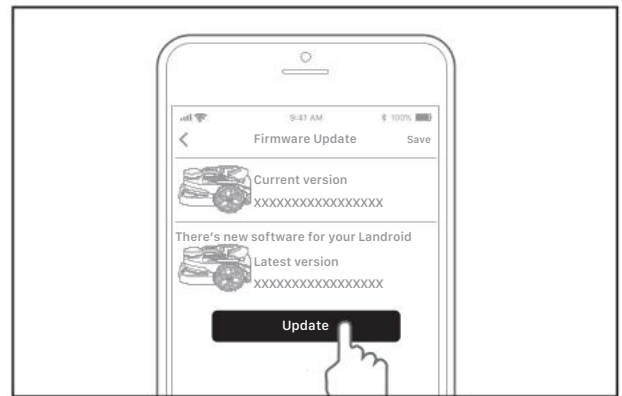 9:41 AM 100%
Firmware Update Save
Current version
XXXXXXXXXXXXXXXXX
There's new software for your Landroid
Latest version
XXXXXXXXXXXXXXXXX
Update